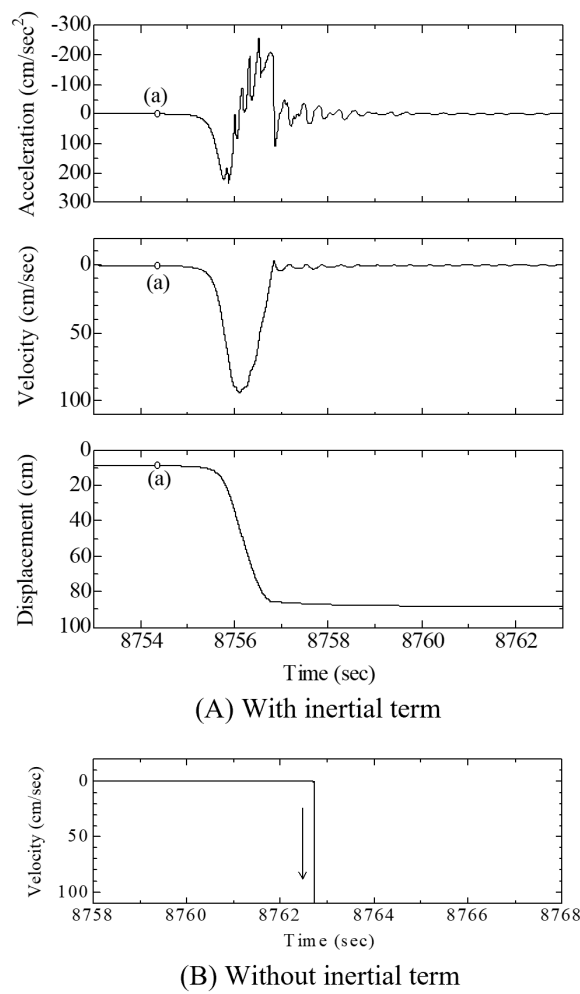 -300
-200
-100
0
100
200
300
Acceleration (cm/sec²)
(a)
0
50
100
Velocity (cm/sec)
(a)
0
20
40
60
80
100
Displacement (cm)
(a)
8754 8756 8758 8760 8762
Time (sec)
(A) With inertial term
0
50
100
Velocity (cm/sec)
8758 8760 8762 8764 8766 8768
Time (sec)
(B) Without inertial term